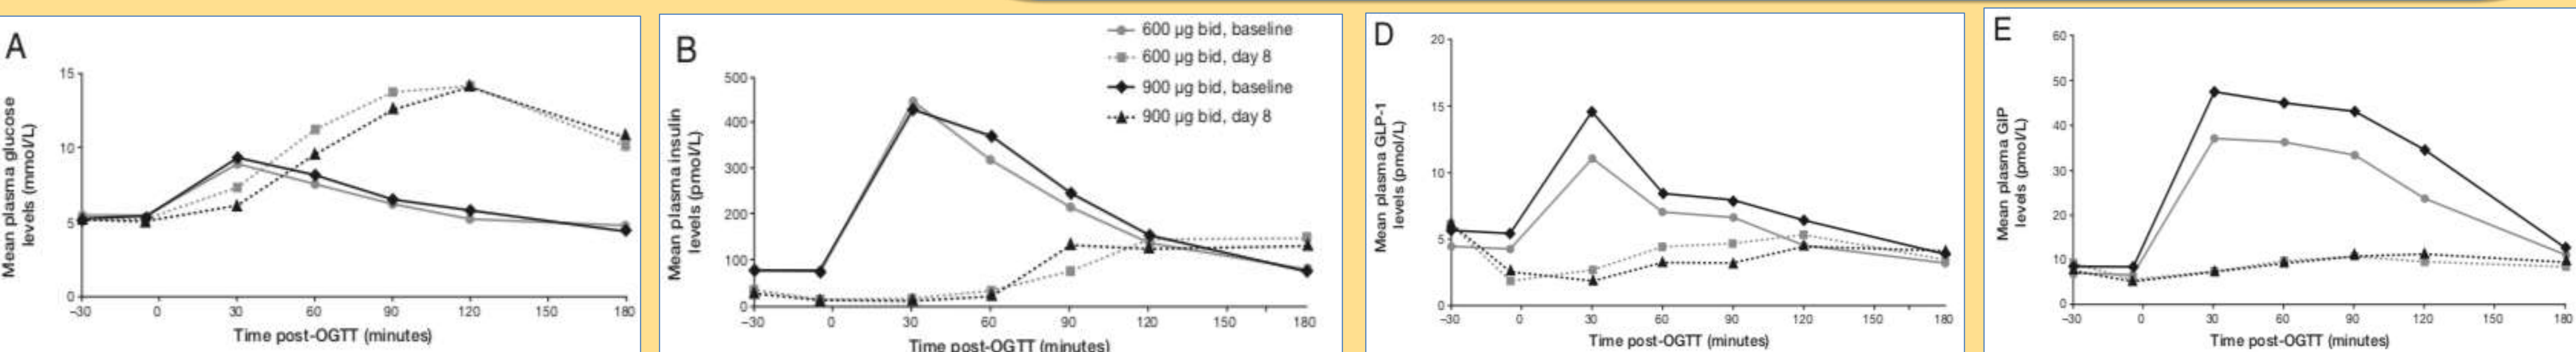 A
Mean plasma glucose
levels (mmol/L)
15
10
5
0
–30 0 30 60 90 120 150 180
Time post-OGTT (minutes)
B
600 µg bid, baseline
600 µg bid, day 8
900 µg bid, baseline
900 µg bid, day 8
Mean plasma insulin
levels (pmol/L)
500
400
300
200
100
0
–30 0 30 60 90 120 150 180
Time post-OGTT (minutes)
D
Mean plasma GLP-1
levels (pmol/L)
20
15
10
5
0
–30 0 30 60 90 120 150 180
Time post-OGTT (minutes)
E
Mean plasma GIP
levels (pmol/L)
60
50
40
30
20
10
0
–30 0 30 60 90 120 150 180
Time post-OGTT (minutes)